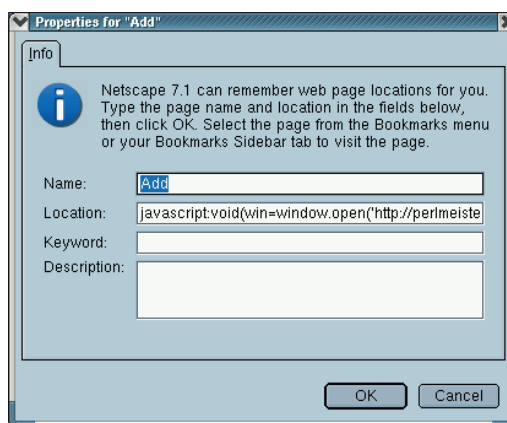 Properties for "Add"
Info
Netscape 7.1 can remember web page locations for you.
Type the page name and location in the fields below,
then click OK. Select the page from the Bookmarks menu
or your Bookmarks Sidebar tab to visit the page.
Name: Add
Location: javascript:void(win=window.open('http://perlmeiste
Keyword:
Description:
OK Cancel